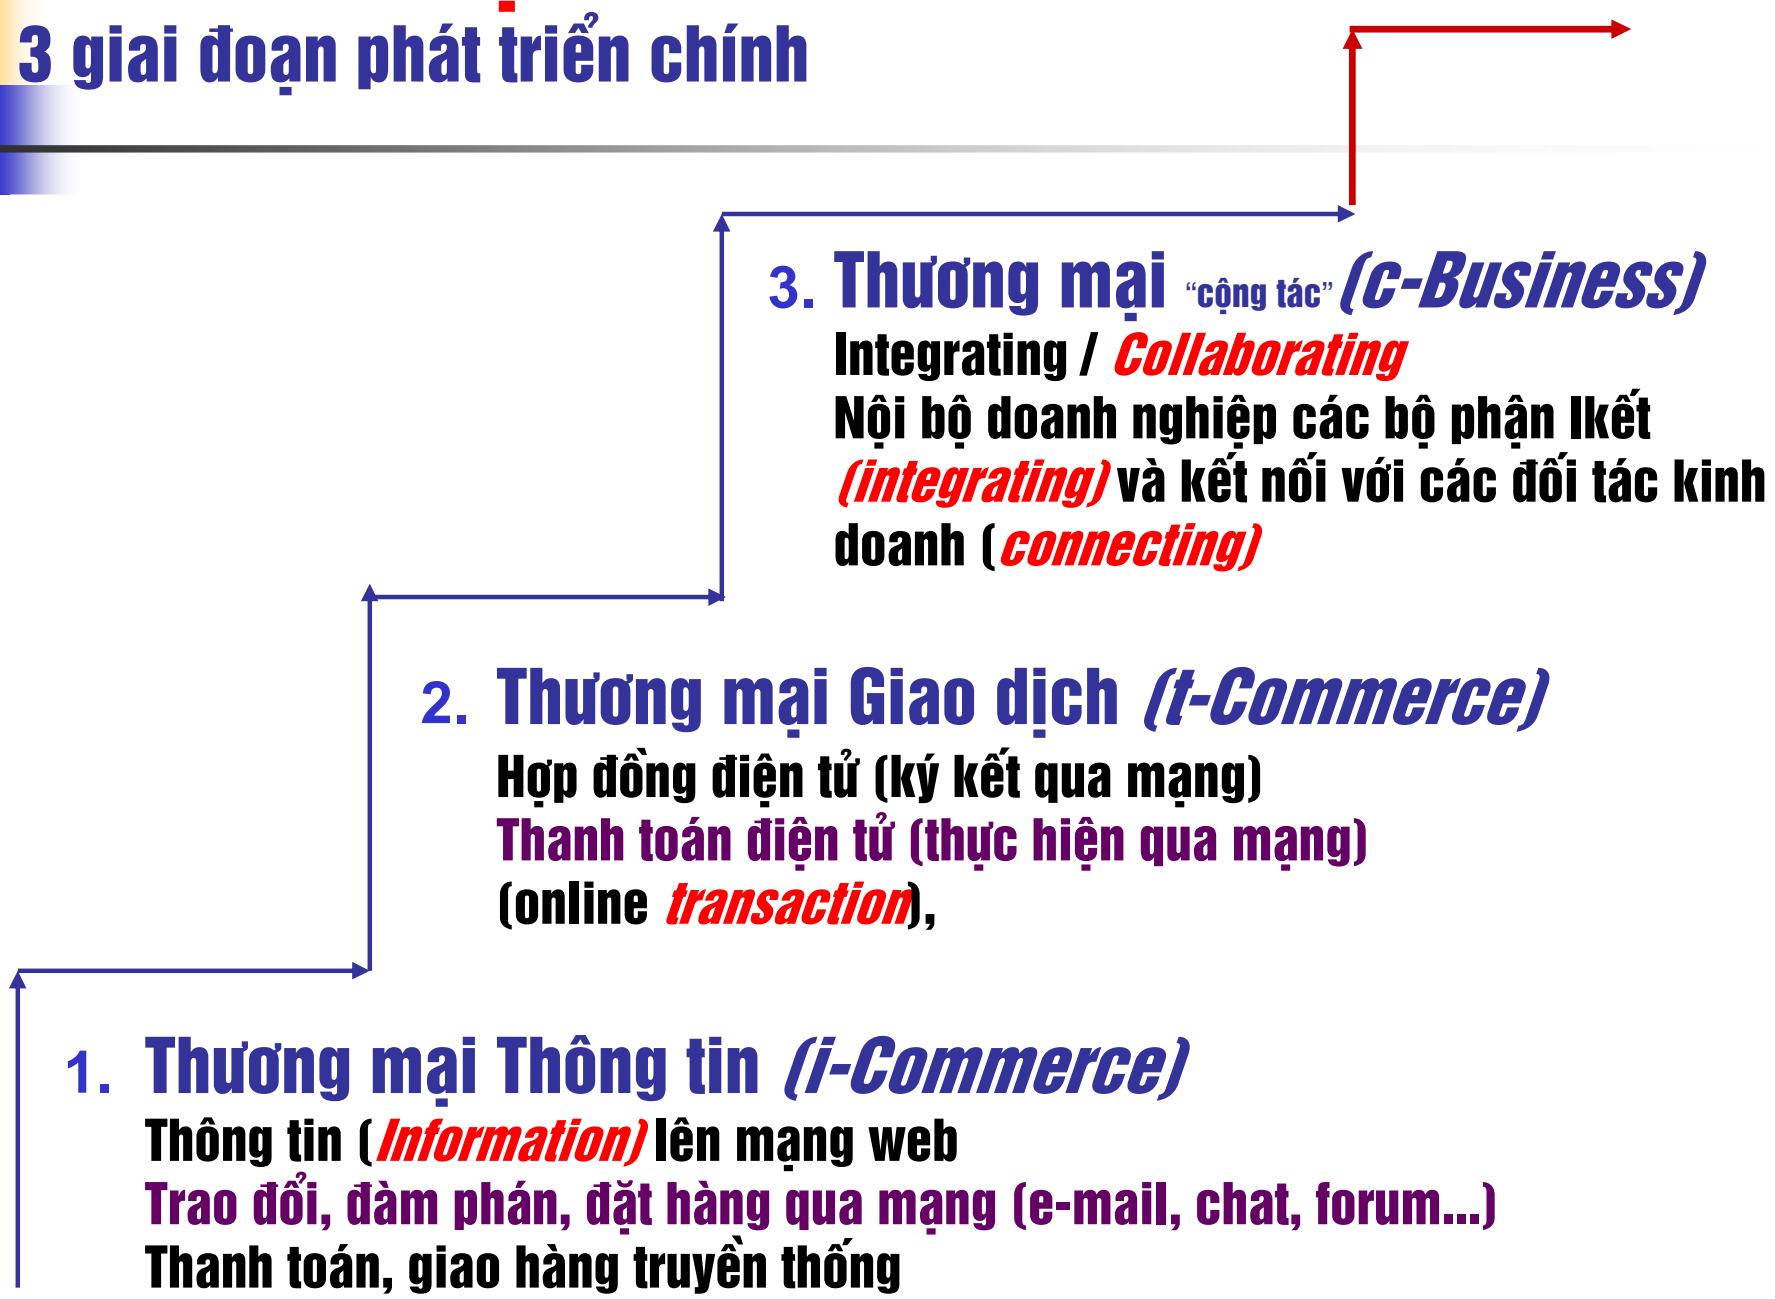 3 giai đoạn phát triển chính
3. Thương mại “cộng tác” (c-Business)
Integrating / Collaborating
Nội bộ doanh nghiệp các bộ phận lkết
(integrating) và kết nối với các đối tác kinh
doanh (connecting)
2. Thương mại Giao dịch (t-Commerce)
Hợp đồng điện tử (ký kết qua mạng)
Thanh toán điện tử (thực hiện qua mạng)
(online transaction),
1. Thương mại Thông tin (i-Commerce)
Thông tin (Information) lên mạng web
Trao đổi, đàm phán, đặt hàng qua mạng (e-mail, chat, forum...)
Thanh toán, giao hàng truyền thống